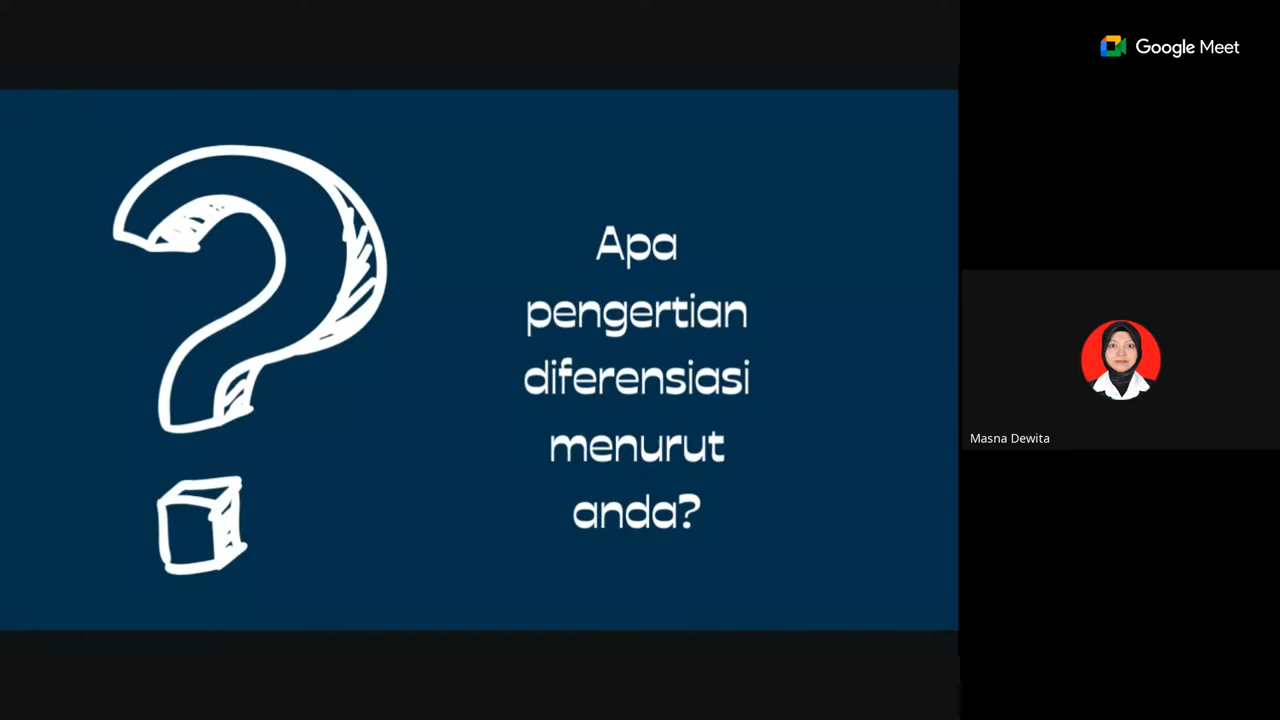 Google Meet
Apa
pengertian
diferensiasi
menurut
anda?
Masna Dewita